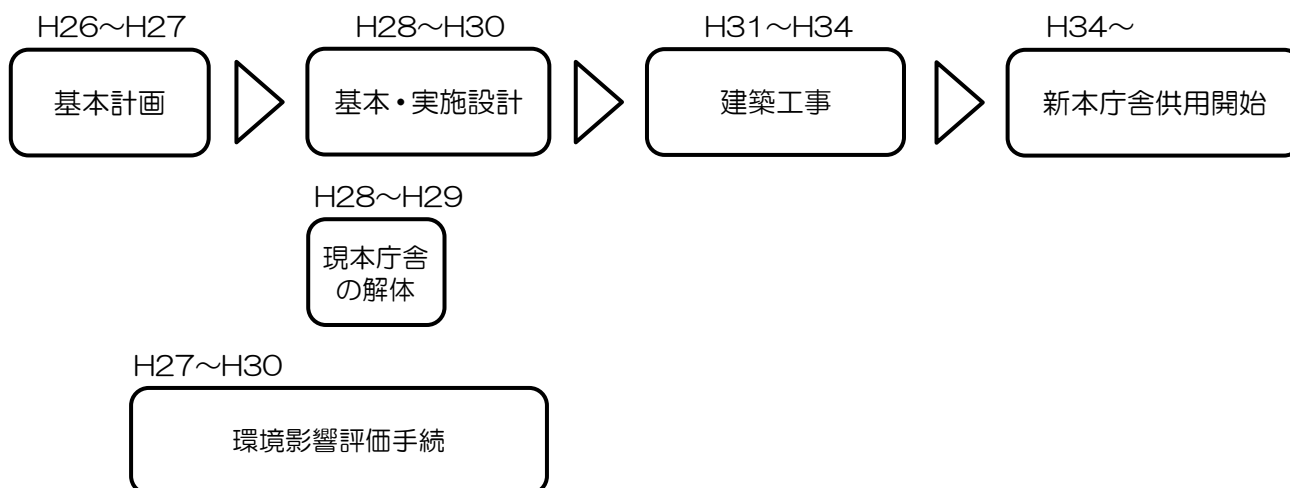 H26～H27
基本計画
H28～H30
基本・実施設計
H31～H34
建築工事
H34～
新本庁舎供用開始
H28～H29
現本庁舎
の解体
H27～H30
環境影響評価手続